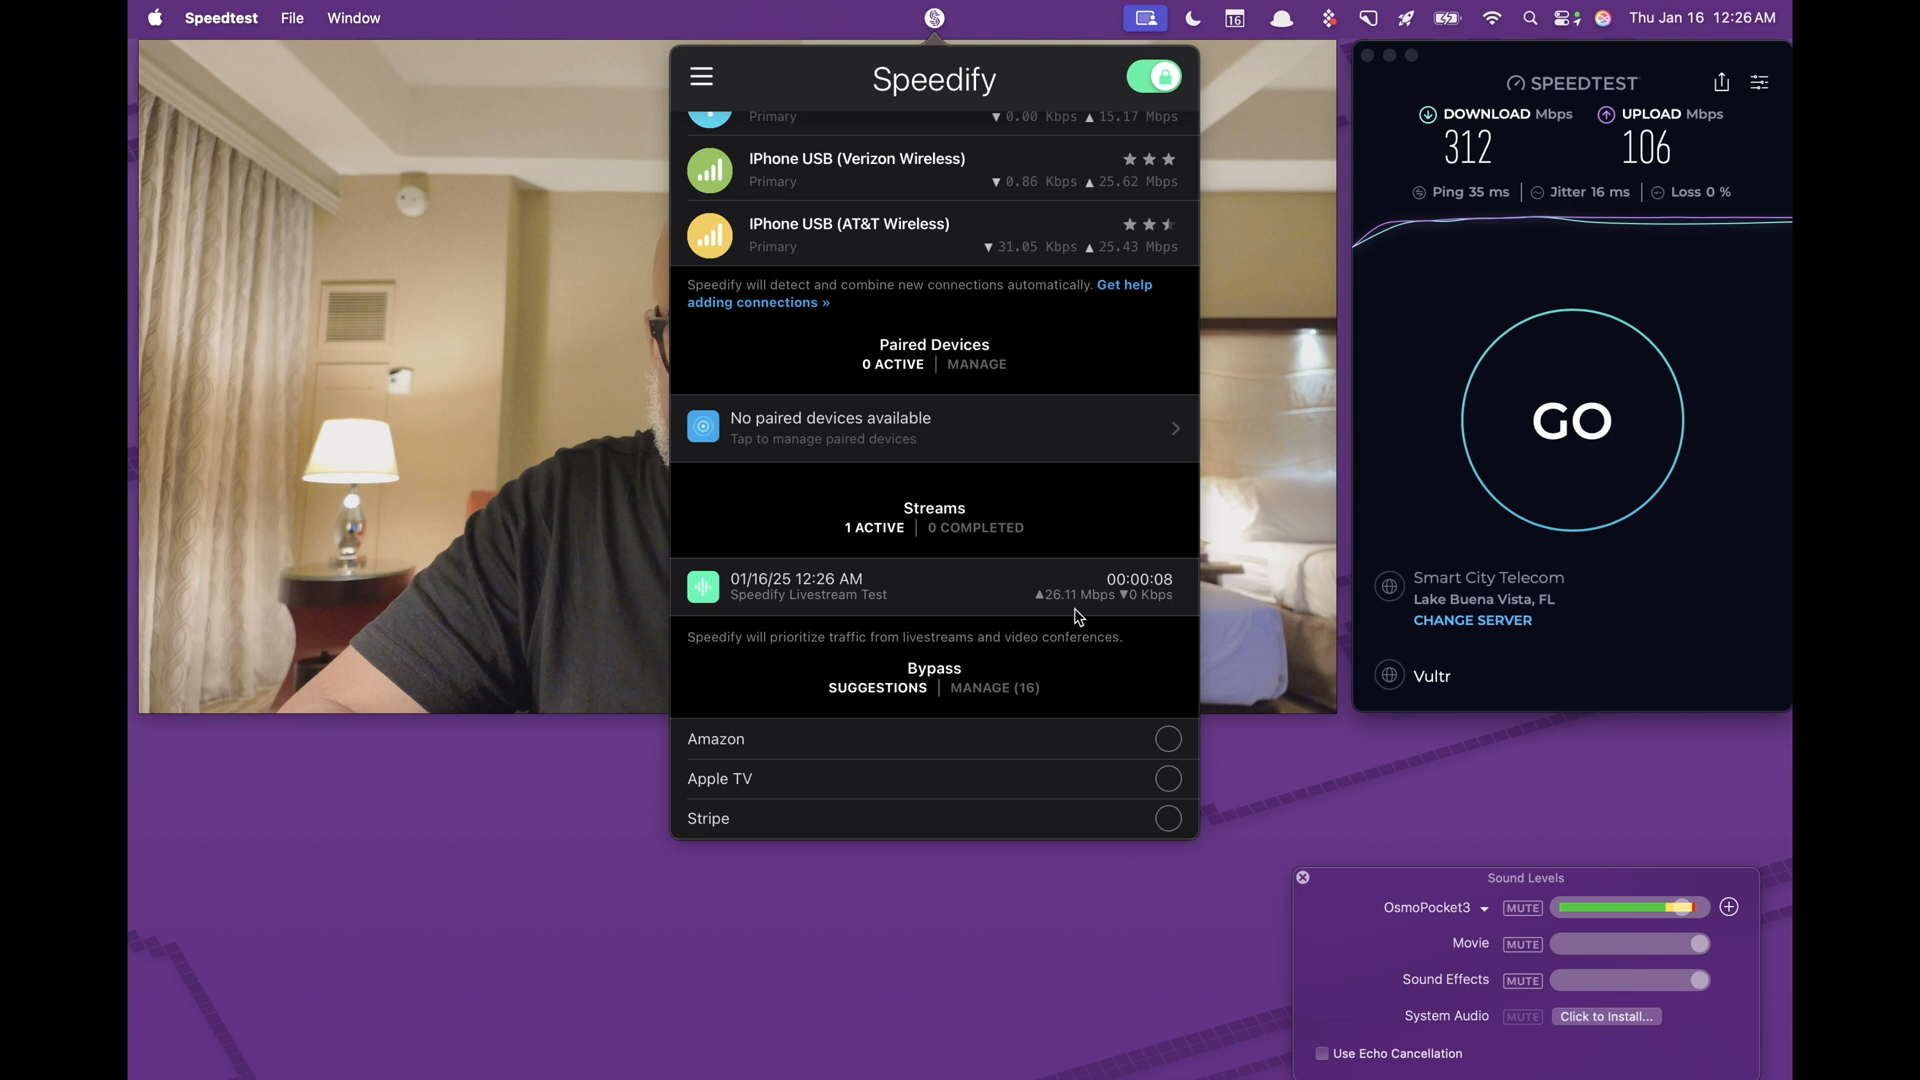 Speedtest File Window
16
Thu Jan 16 12:26 AM
Speedify
Primary ▼ 0.00 Kbps ▲ 15.17 Mbps
IPhone USB (Verizon Wireless)
Primary ▼ 0.86 Kbps ▲ 25.62 Mbps
IPhone USB (AT&T Wireless)
Primary ▼ 31.05 Kbps ▲ 25.43 Mbps
Speedify will detect and combine new connections automatically. Get help
adding connections »
Paired Devices
0 ACTIVE | MANAGE
No paired devices available
Tap to manage paired devices
Streams
1 ACTIVE | 0 COMPLETED
01/16/25 12:26 AM 00:00:08
Speedify Livestream Test ▲26.11 Mbps ▼0 Kbps
Speedify will prioritize traffic from livestreams and video conferences.
Bypass
SUGGESTIONS | MANAGE (16)
Amazon
Apple TV
Stripe
SPEEDTEST
DOWNLOAD Mbps UPLOAD Mbps
312 106
Ping 35 ms | Jitter 16 ms | Loss 0 %
GO
Smart City Telecom
Lake Buena Vista, FL
CHANGE SERVER
Vultr
Sound Levels
OsmoPocket3 MUTE
Movie MUTE
Sound Effects MUTE
System Audio MUTE Click to Install...
Use Echo Cancellation